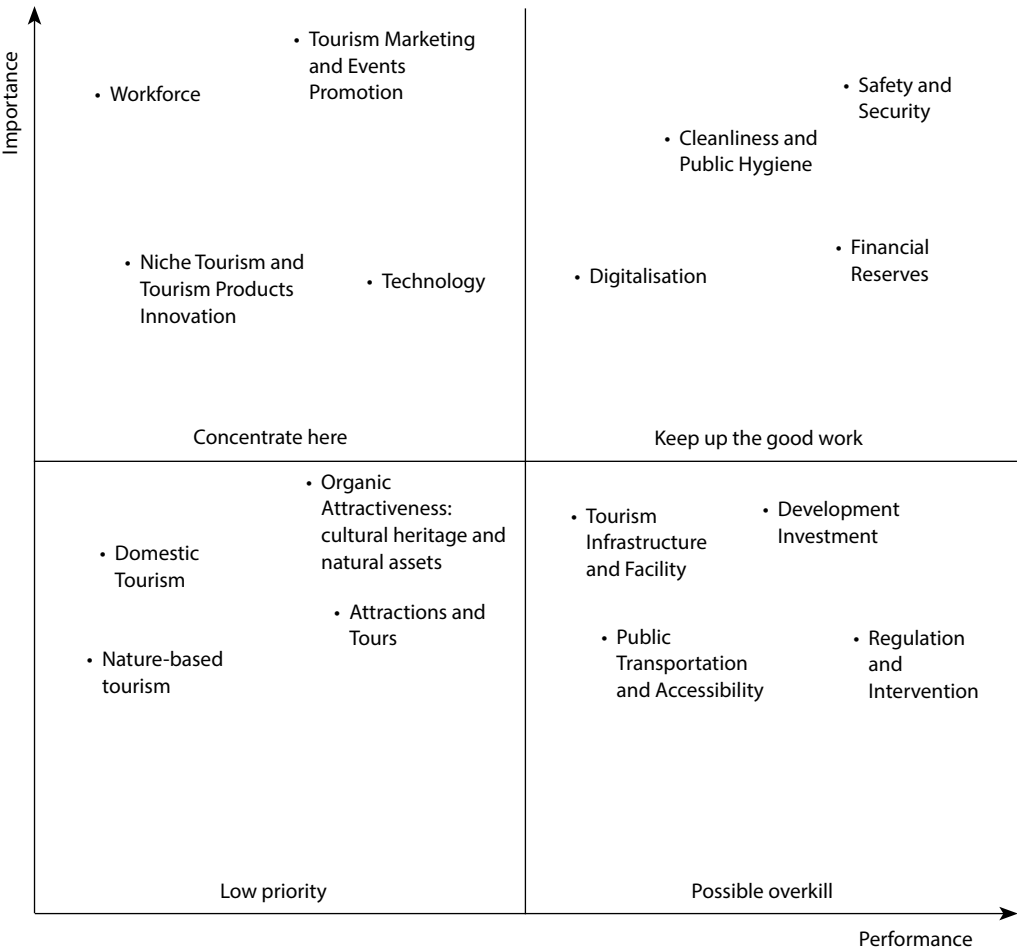 Importance
• Tourism Marketing
and Events
Promotion
• Workforce
• Niche Tourism and
Tourism Products
Innovation
• Technology
Concentrate here
• Safety and
Security
• Cleanliness and
Public Hygiene
• Financial
Reserves
• Digitalisation
Keep up the good work
• Organic
Attractiveness:
cultural heritage and
natural assets
• Domestic
Tourism
• Attractions and
Tours
• Nature-based
tourism
Low priority
• Tourism
Infrastructure
and Facility
• Development
Investment
• Public
Transportation
and Accessibility
• Regulation
and
Intervention
Possible overkill
Performance